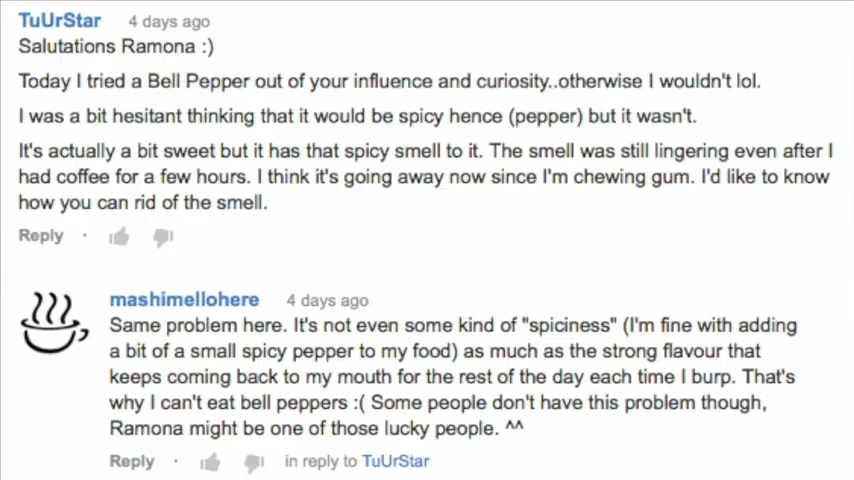 TuUrStar 4 days ago
Salutations Ramona :)
Today I tried a Bell Pepper out of your influence and curiosity..otherwise I wouldn't lol.
I was a bit hesitant thinking that it would be spicy hence (pepper) but it wasn't.
It's actually a bit sweet but it has that spicy smell to it. The smell was still lingering even after I
had coffee for a few hours. I think it's going away now since I'm chewing gum. I'd like to know
how you can rid of the smell.
Reply ·
mashimellohere 4 days ago
Same problem here. It's not even some kind of "spiciness" (I'm fine with adding
a bit of a small spicy pepper to my food) as much as the strong flavour that
keeps coming back to my mouth for the rest of the day each time I burp. That's
why I can't eat bell peppers :( Some people don't have this problem though,
Ramona might be one of those lucky people. ^^
Reply · in reply to TuUrStar